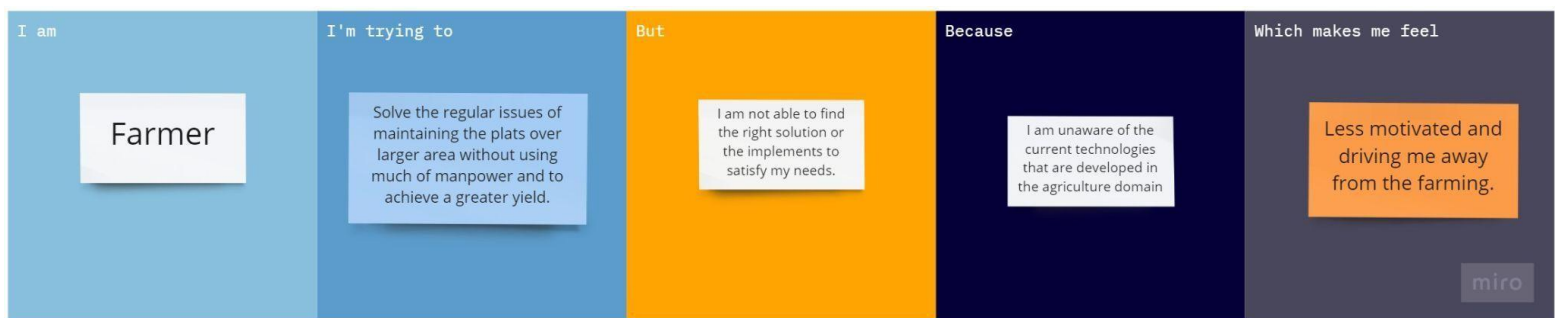 I am
Farmer
I'm trying to
Solve the regular issues of
maintaining the plats over
larger area without using
much of manpower and to
achieve a greater yield.
But
I am not able to find
the right solution or
the implements to
satisfy my needs.
Because
I am unaware of the
current technologies
that are developed in
the agriculture domain
Which makes me feel
Less motivated and
driving me away
from the farming.
miro